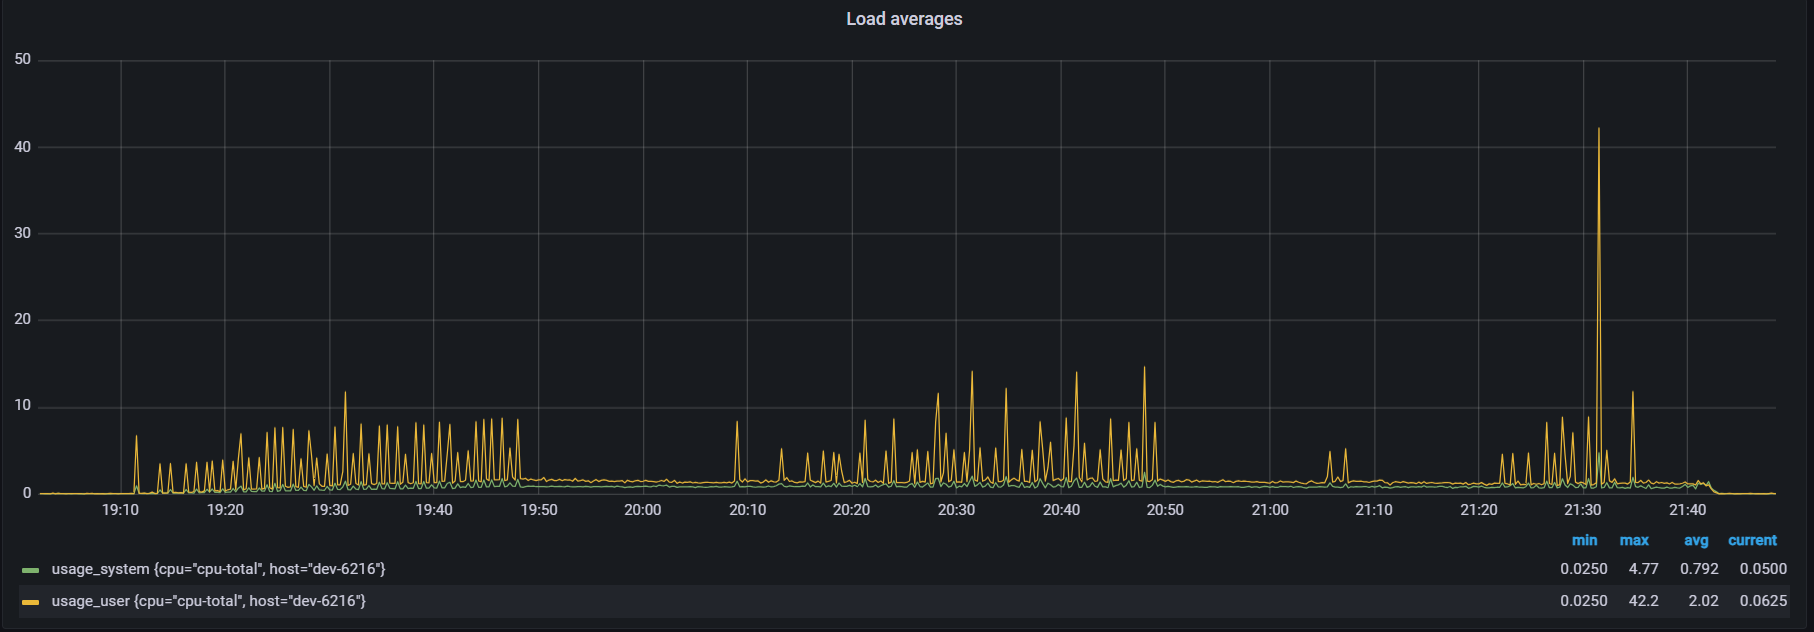 Load averages
50
40
30
20
10
0
19:10 19:20 19:30 19:40 19:50 20:00 20:10 20:20 20:30 20:40 20:50 21:00 21:10 21:20 21:30 21:40
min max avg current
usage_system {cpu="cpu-total", host="dev-6216"} 0.0250 4.77 0.792 0.0500
usage_user {cpu="cpu-total", host="dev-6216"} 0.0250 42.2 2.02 0.0625